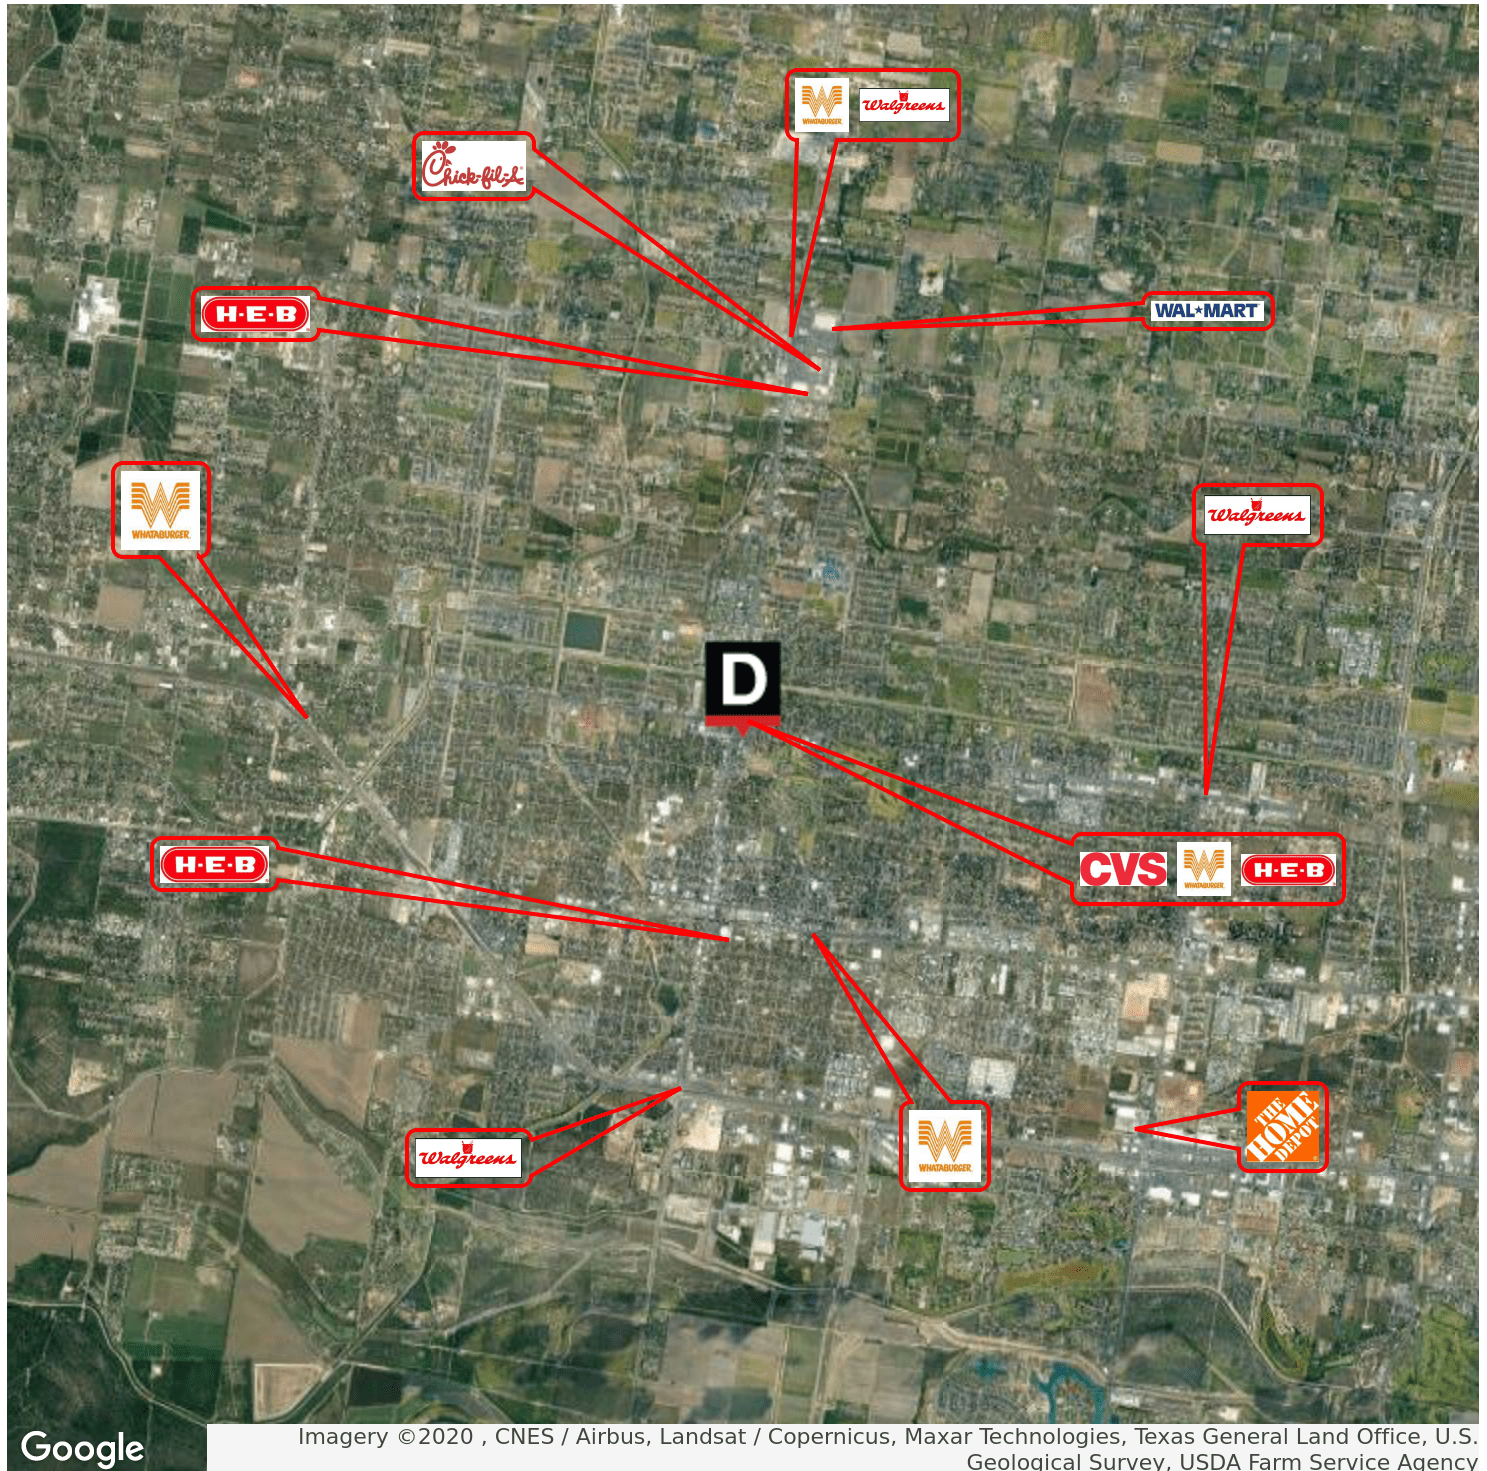 WHATABURGER
Walgreens
Chick-fil-A
H-E-B
WAL★MART
WHATABURGER
Walgreens
D
H-E-B
CVS
WHATABURGER
H-E-B
Walgreens
WHATABURGER
THE
HOME
DEPOT
Google
Imagery ©2020 , CNES / Airbus, Landsat / Copernicus, Maxar Technologies, Texas General Land Office, U.S.
Geological Survey, USDA Farm Service Agency